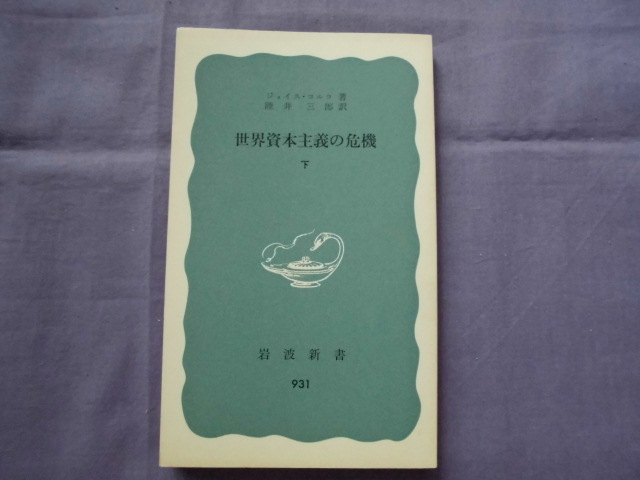 ジョイス・コルコ 著
陸井 三郎 訳
世界資本主義の危機
下
岩波新書
931